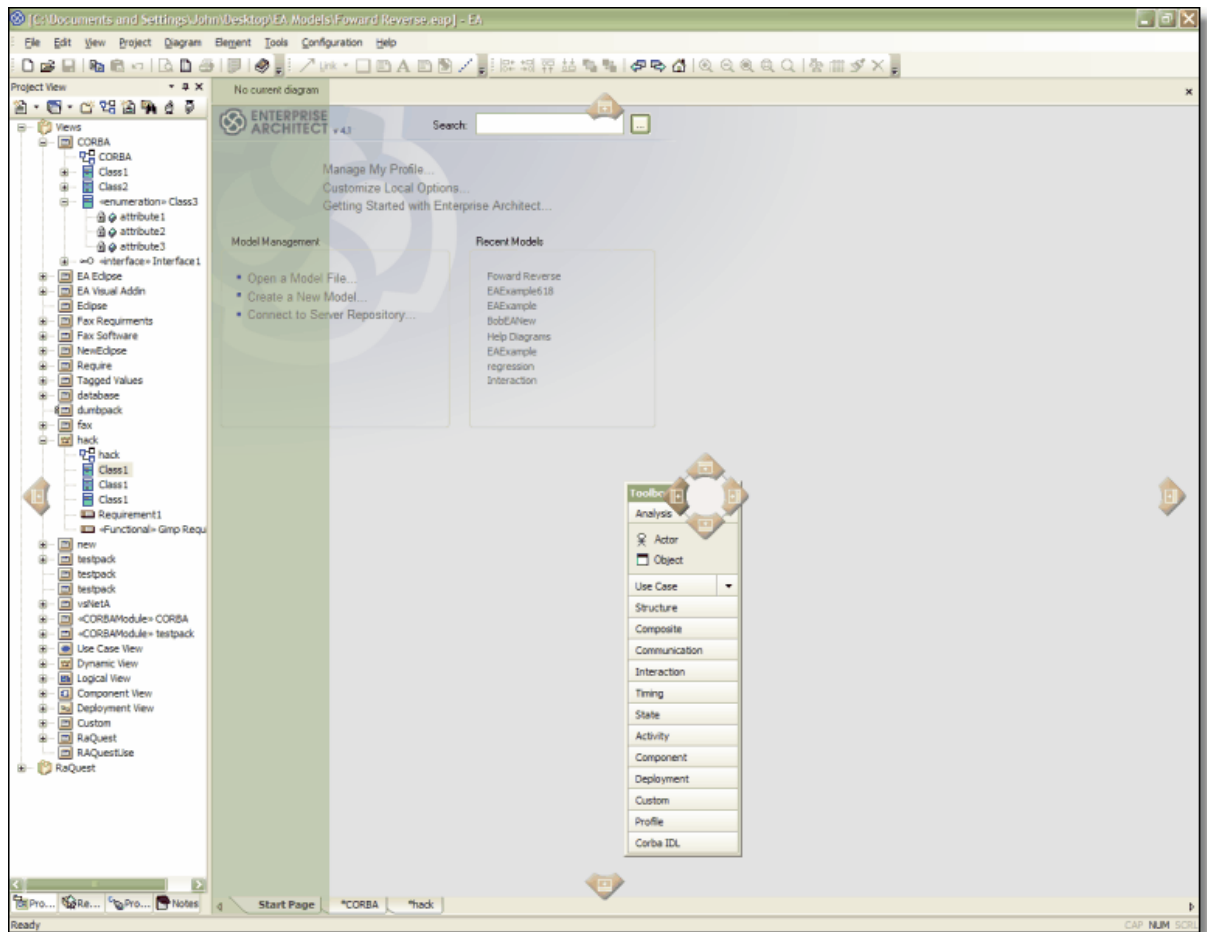 [C:\Documents and Settings\John\Desktop\EA Models\Foward Reverse.eap] - EA
File Edit View Project Diagram Element Tools Configuration Help
Link
Project View
No current diagram
Views
CORBA
CORBA
Class1
Class2
«enumeration» Class3
attribute1
attribute2
attribute3
«interface» Interface1
EA Eclipse
EA Visual Addin
Eclipse
Fax Requirments
Fax Software
NewEclipse
Require
Tagged Values
database
dumbpack
fax
hack
hack
Class1
Class1
Class1
Requirement1
«Functional» Gimp Requ
new
testpack
testpack
testpack
vsNetA
«CORBAModule» CORBA
«CORBAModule» testpack
Use Case View
Dynamic View
Logical View
Component View
Deployment View
Custom
RaQuest
RAQuestUse
RaQuest
Pro... Re... Pro... Notes
ENTERPRISE
ARCHITECT v 4.1
Search:
...
Manage My Profile...
Customize Local Options...
Getting Started with Enterprise Architect...
Model Management
Open a Model File...
Create a New Model...
Connect to Server Repository...
Recent Models
Foward Reverse
EAExample618
EAExample
BobEANew
Help Diagrams
EAExample
regression
Interaction
Analysis
Actor
Object
Use Case
Structure
Composite
Communication
Interaction
Timing
State
Activity
Component
Deployment
Custom
Profile
Corba IDL
Start Page *CORBA *hack
Ready
CAP NUM SCRL